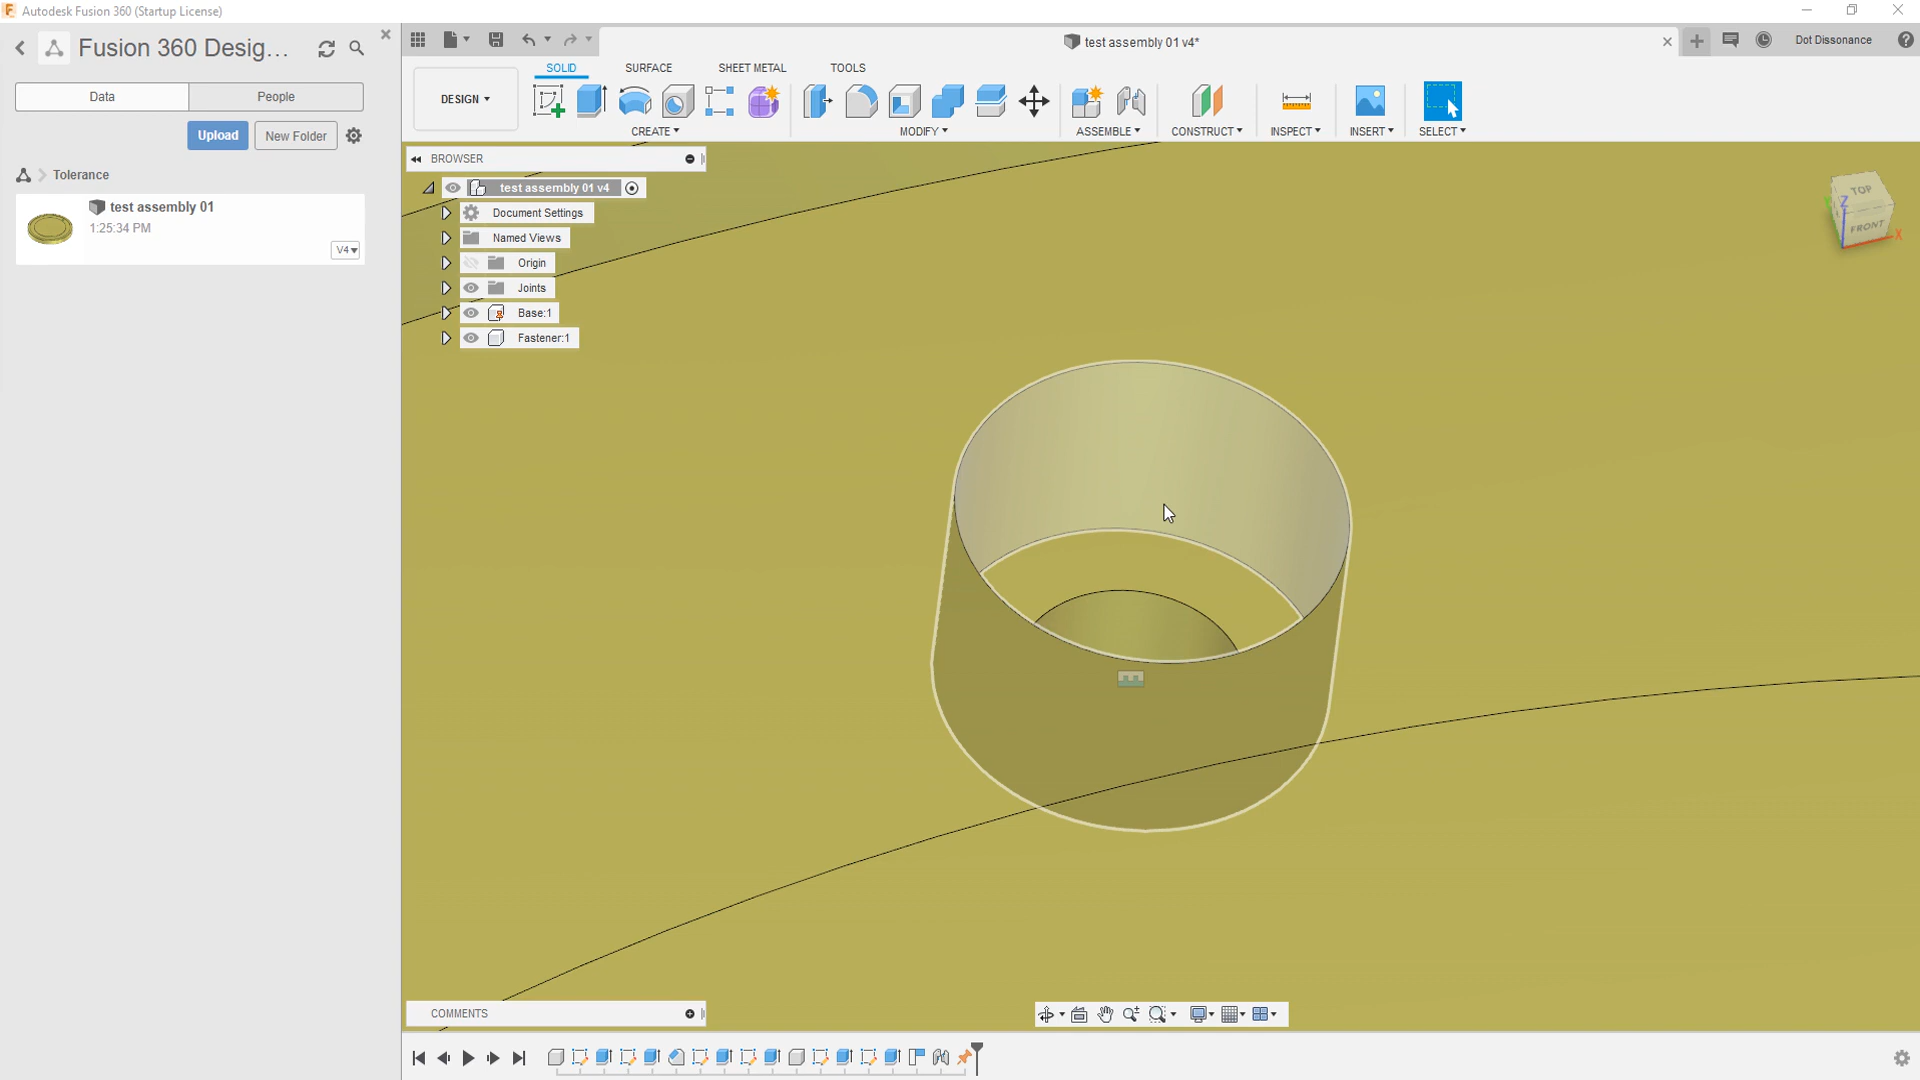 Autodesk Fusion 360 (Startup License)
Fusion 360 Desig...
Data
People
Upload
New Folder
Tolerance
test assembly 01
1:25:34 PM
V4
test assembly 01 v4*
Dot Dissonance
DESIGN
SOLID
SURFACE
SHEET METAL
TOOLS
CREATE
MODIFY
ASSEMBLE
CONSTRUCT
INSPECT
INSERT
SELECT
BROWSER
test assembly 01 v4
Document Settings
Named Views
Origin
Joints
Base:1
Fastener:1
TOP
FRONT
Z
X
COMMENTS